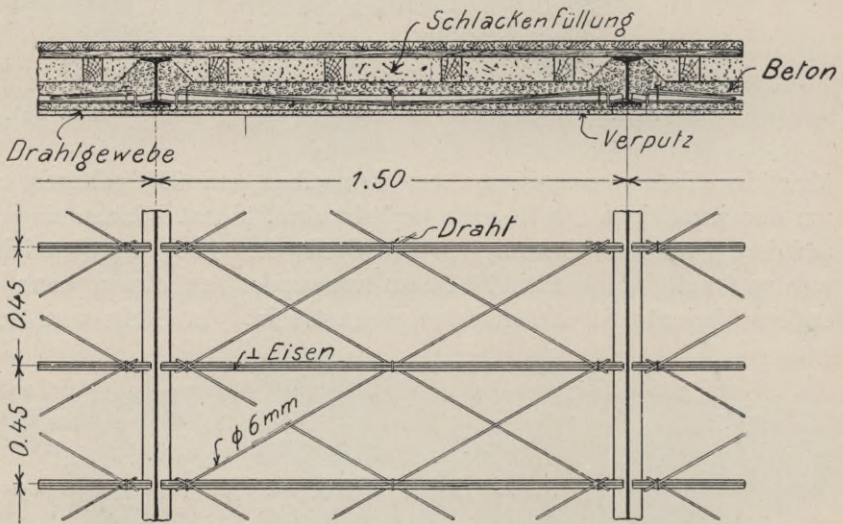 Schlackenfüllung
Beton
Drahtgewebe
Verputz
1.50
Draht
0.45
⊥ Eisen
0.45
ϕ 6mm